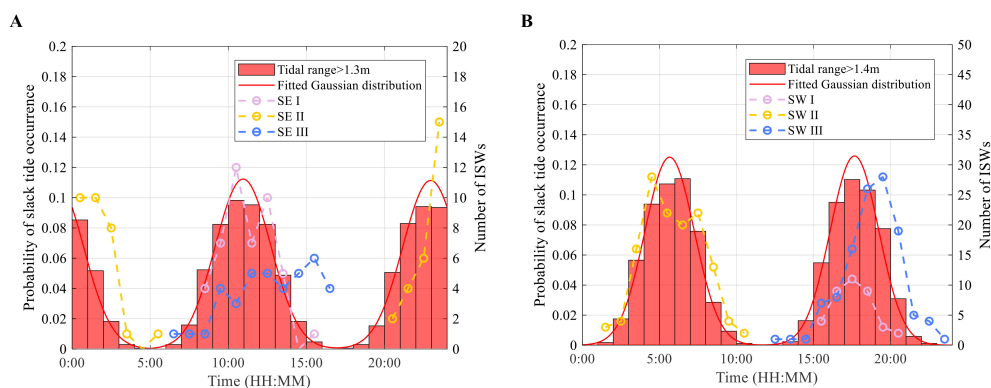 A
Probability of slack tide occurrence
0.2
0.18
0.16
0.14
0.12
0.1
0.08
0.06
0.04
0.02
0
Tidal range>1.3m
Fitted Gaussian distribution
SE I
SE II
SE III
20
18
16
14
12
10
8
6
4
2
0
Number of ISWs
0:00 5:00 10:00 15:00 20:00
Time (HH:MM)
B
Probability of slack tide occurrence
0.2
0.18
0.16
0.14
0.12
0.1
0.08
0.06
0.04
0.02
0
Tidal range>1.4m
Fitted Gaussian distribution
SW I
SW II
SW III
50
45
40
35
30
25
20
15
10
5
0
Number of ISWs
0:00 5:00 10:00 15:00 20:00
Time (HH:MM)